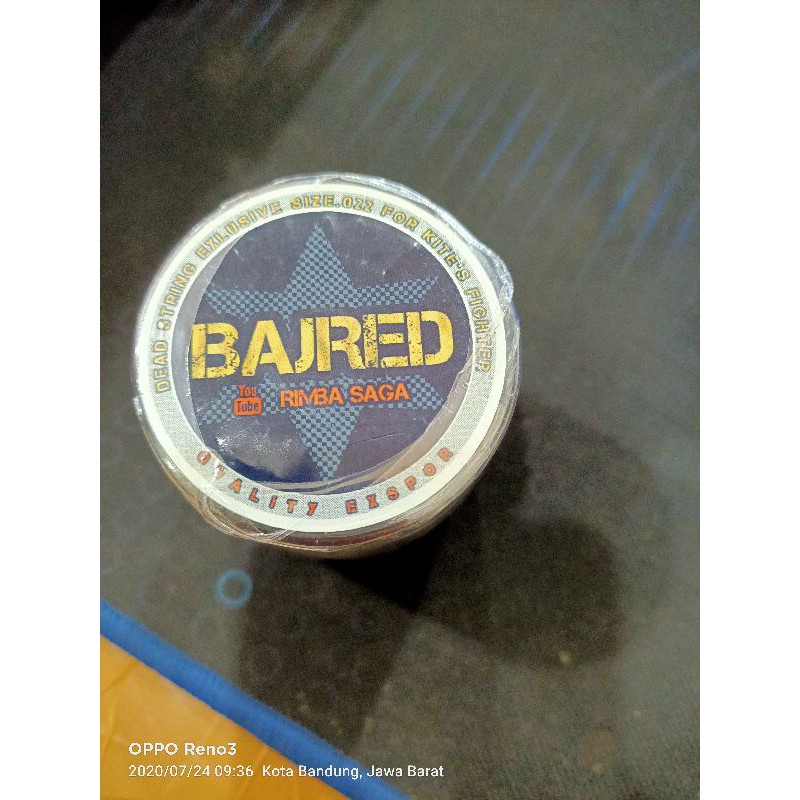 DEAD STRING EXLUSIVE SIZE.022 FOR KITE'S FIGHTER
BAJRED
You
Tube
RIMBA SAGA
QUALITY EXSPOR
OPPO Reno3
2020/07/24 09:36 Kota Bandung, Jawa Barat